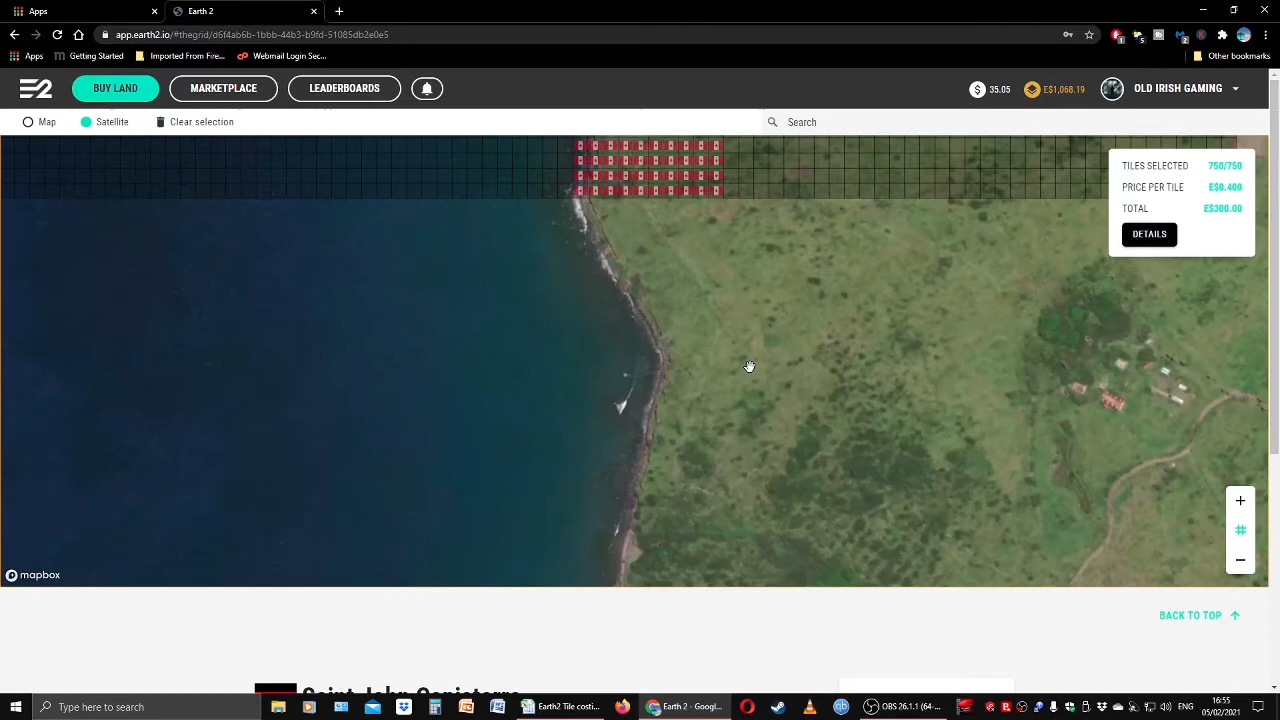 Apps
Earth 2
app.earth2.io/#thegrid/d6f4ab6b-1bbb-44b3-b9fd-51085db2e0e5
Apps
Getting Started
Imported From Fire...
Webmail Login Sec...
Other bookmarks
BUY LAND
MARKETPLACE
LEADERBOARDS
35.05
E$1,068.19
OLD IRISH GAMING
Map
Satellite
Clear selection
Search
TILES SELECTED 750/750
PRICE PER TILE E$0.400
TOTAL E$300.00
DETAILS
mapbox
BACK TO TOP
Type here to search
Earth2 Tile costi...
Earth 2 - Googl...
OBS 26.1.1 (64-...
ENG
16:55
05/02/2021